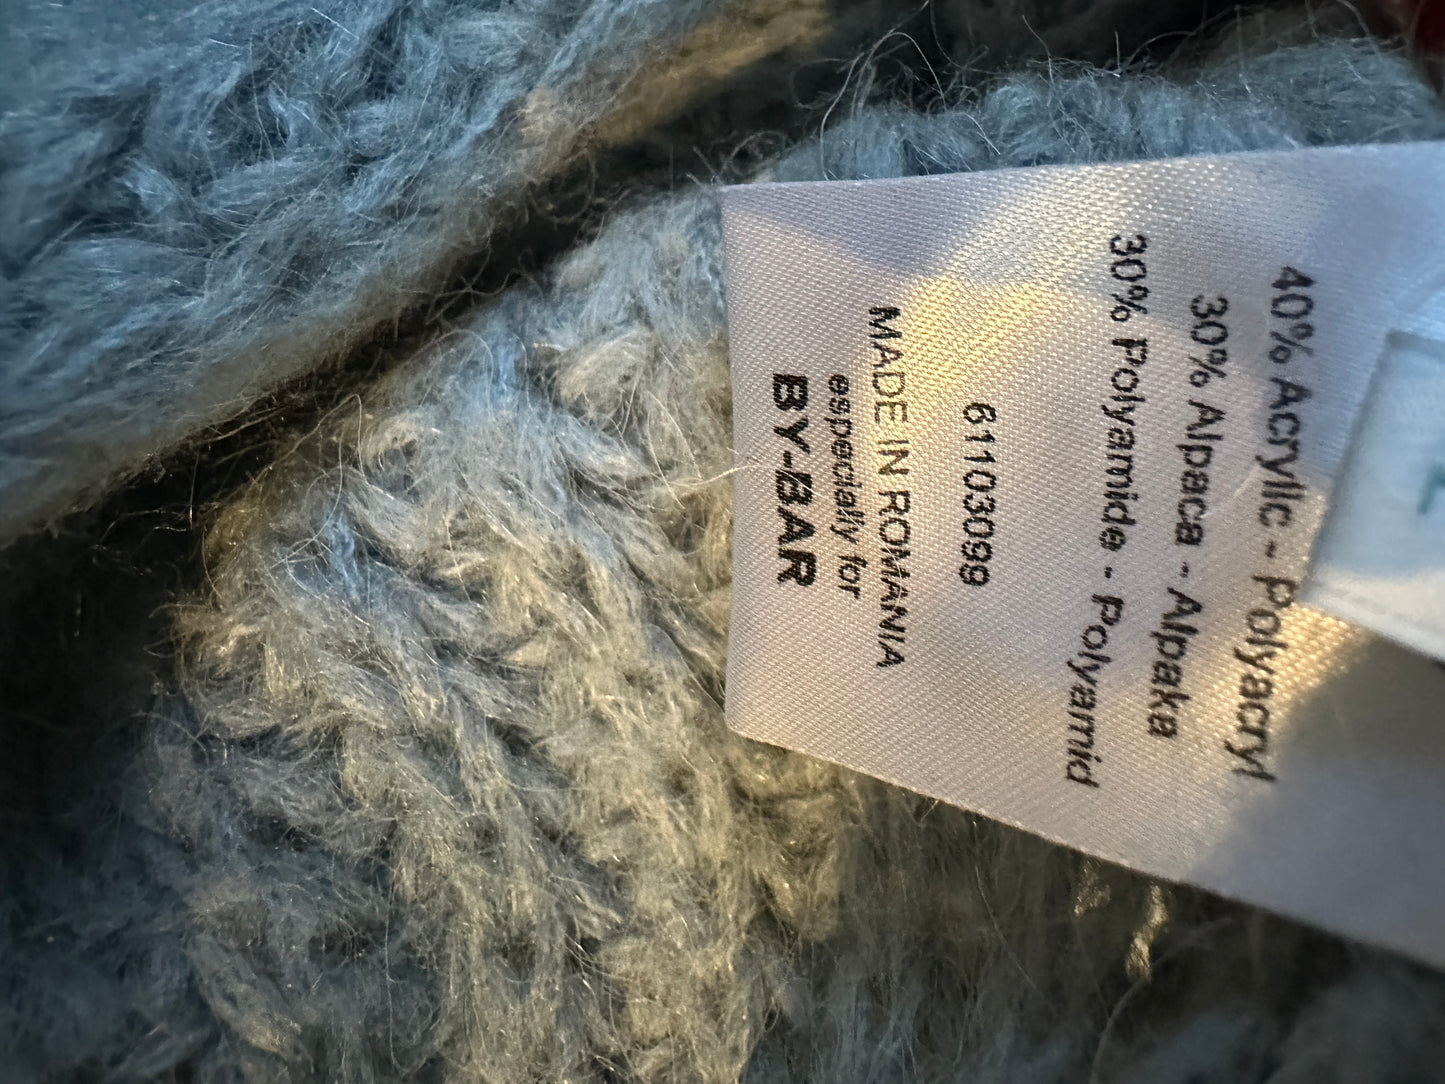 40% Acrylic - Polyacryl
30% Alpaca - Alpaka
30% Polyamide - Polyamid
61103099
MADE IN ROMANIA
especially for
BY-BAR